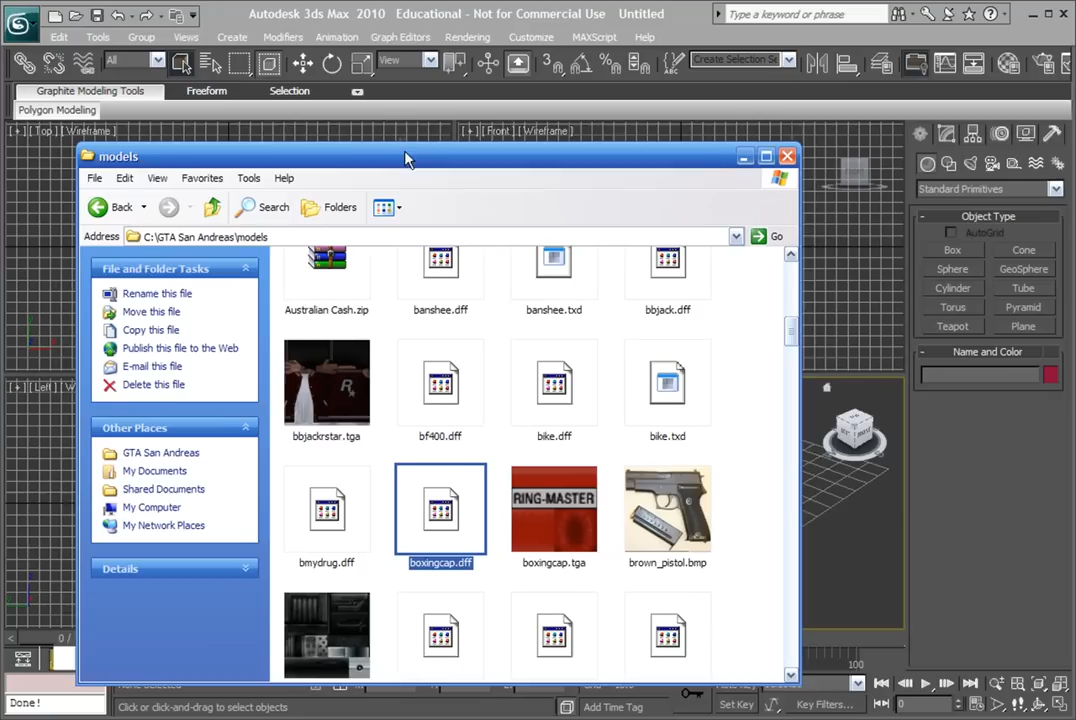 Autodesk 3ds Max 2010 Educational - Not for Commercial Use Untitled
Type a keyword or phrase
Edit Tools Group Views Create Modifiers Animation Graph Editors Rendering Customize MAXScript Help
All
View
Create Selection Se
Graphite Modeling Tools Freeform Selection
Polygon Modeling
[ + ] [ Top ] [ Wireframe ]
[ + ] [ Front ] [ Wireframe ]
models
File Edit View Favorites Tools Help
Back Search Folders
Address C:\GTA San Andreas\models Go
File and Folder Tasks
Rename this file
Move this file
Copy this file
Publish this file to the Web
E-mail this file
Delete this file
Other Places
GTA San Andreas
My Documents
Shared Documents
My Computer
My Network Places
Details
Australian Cash.zip banshee.dff banshee.txd bbjack.dff
R
bbjackrstar.tga bf400.dff bike.dff bike.txd
RING-MASTER
bmydrug.dff boxingcap.dff boxingcap.tga brown_pistol.bmp
Standard Primitives
Object Type
AutoGrid
Box Cone
Sphere GeoSphere
Cylinder Tube
Torus Pyramid
Teapot Plane
Name and Color
[ + ] [ Left ] [ W
0 /
100
Done!
Click or click-and-drag to select objects
Add Time Tag
Set Key
Key Filters...
0